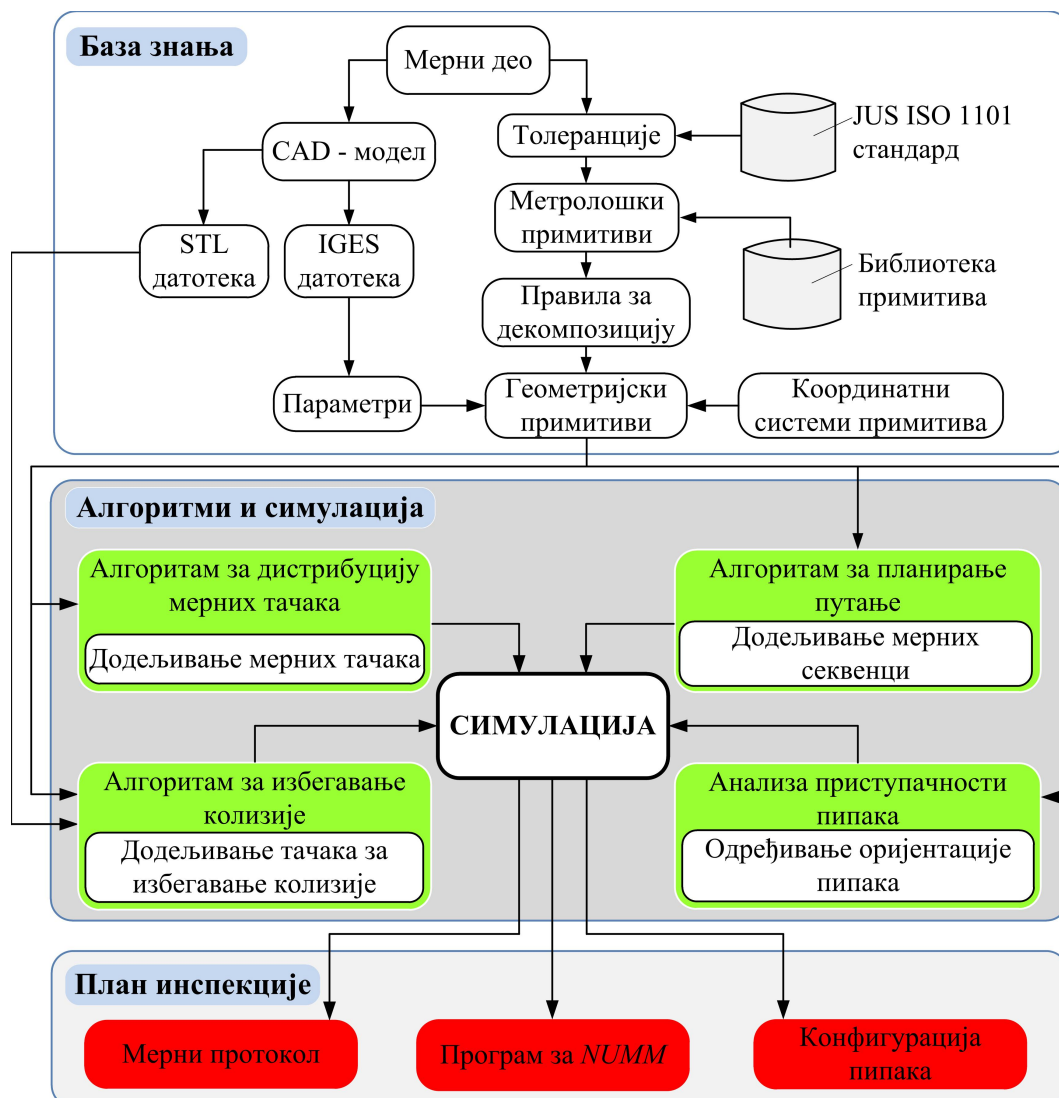 База знања
Мерни део
CAD - модел
Толеранције
JUS ISO 1101
стандард
STL
датотека
IGES
датотека
Метролошки
примитиви
Библиотека
примитива
Правила за
декомпозицију
Параметри
Геометријски
примитиви
Координатни
системи примитива
Алгоритми и симулација
Алгоритам за дистрибуцију
мерних тачака
Додељивање мерних тачака
Алгоритам за планирање
путање
Додељивање мерних
секвенци
СИМУЛАЦИЈА
Алгоритам за избегавање
колизије
Додељивање тачака за
избегавање колизије
Анализа приступачности
пипака
Одређивање оријентације
пипака
План инспекције
Мерни протокол
Програм за NUMM
Конфигурација
пипака